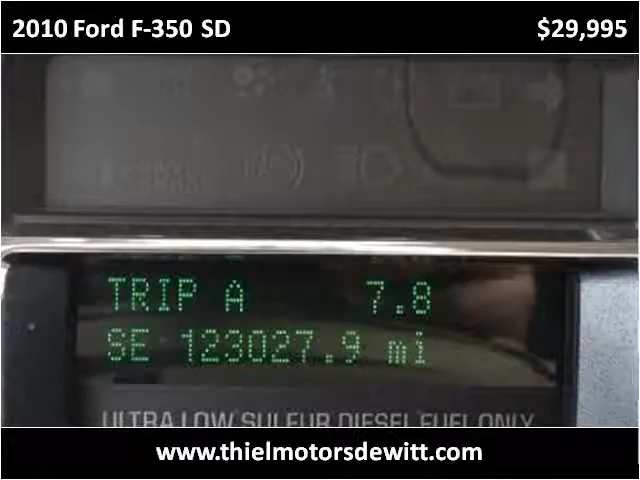 2010 Ford F-350 SD $29,995
TRIP A 7.8
SE 123027.9 mi
ULTRA LOW SULFUR DIESEL FUEL ONLY
www.thielmotorsdewitt.com